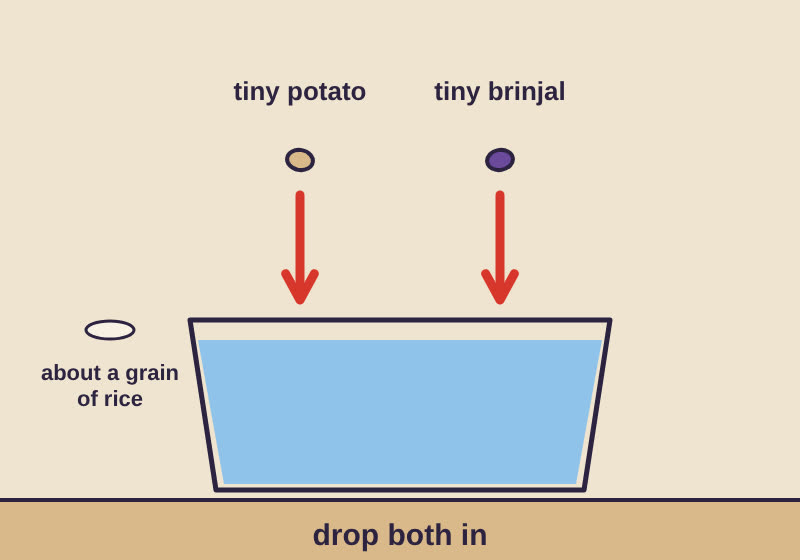 tiny potato
tiny brinjal
about a grain
of rice
drop both in